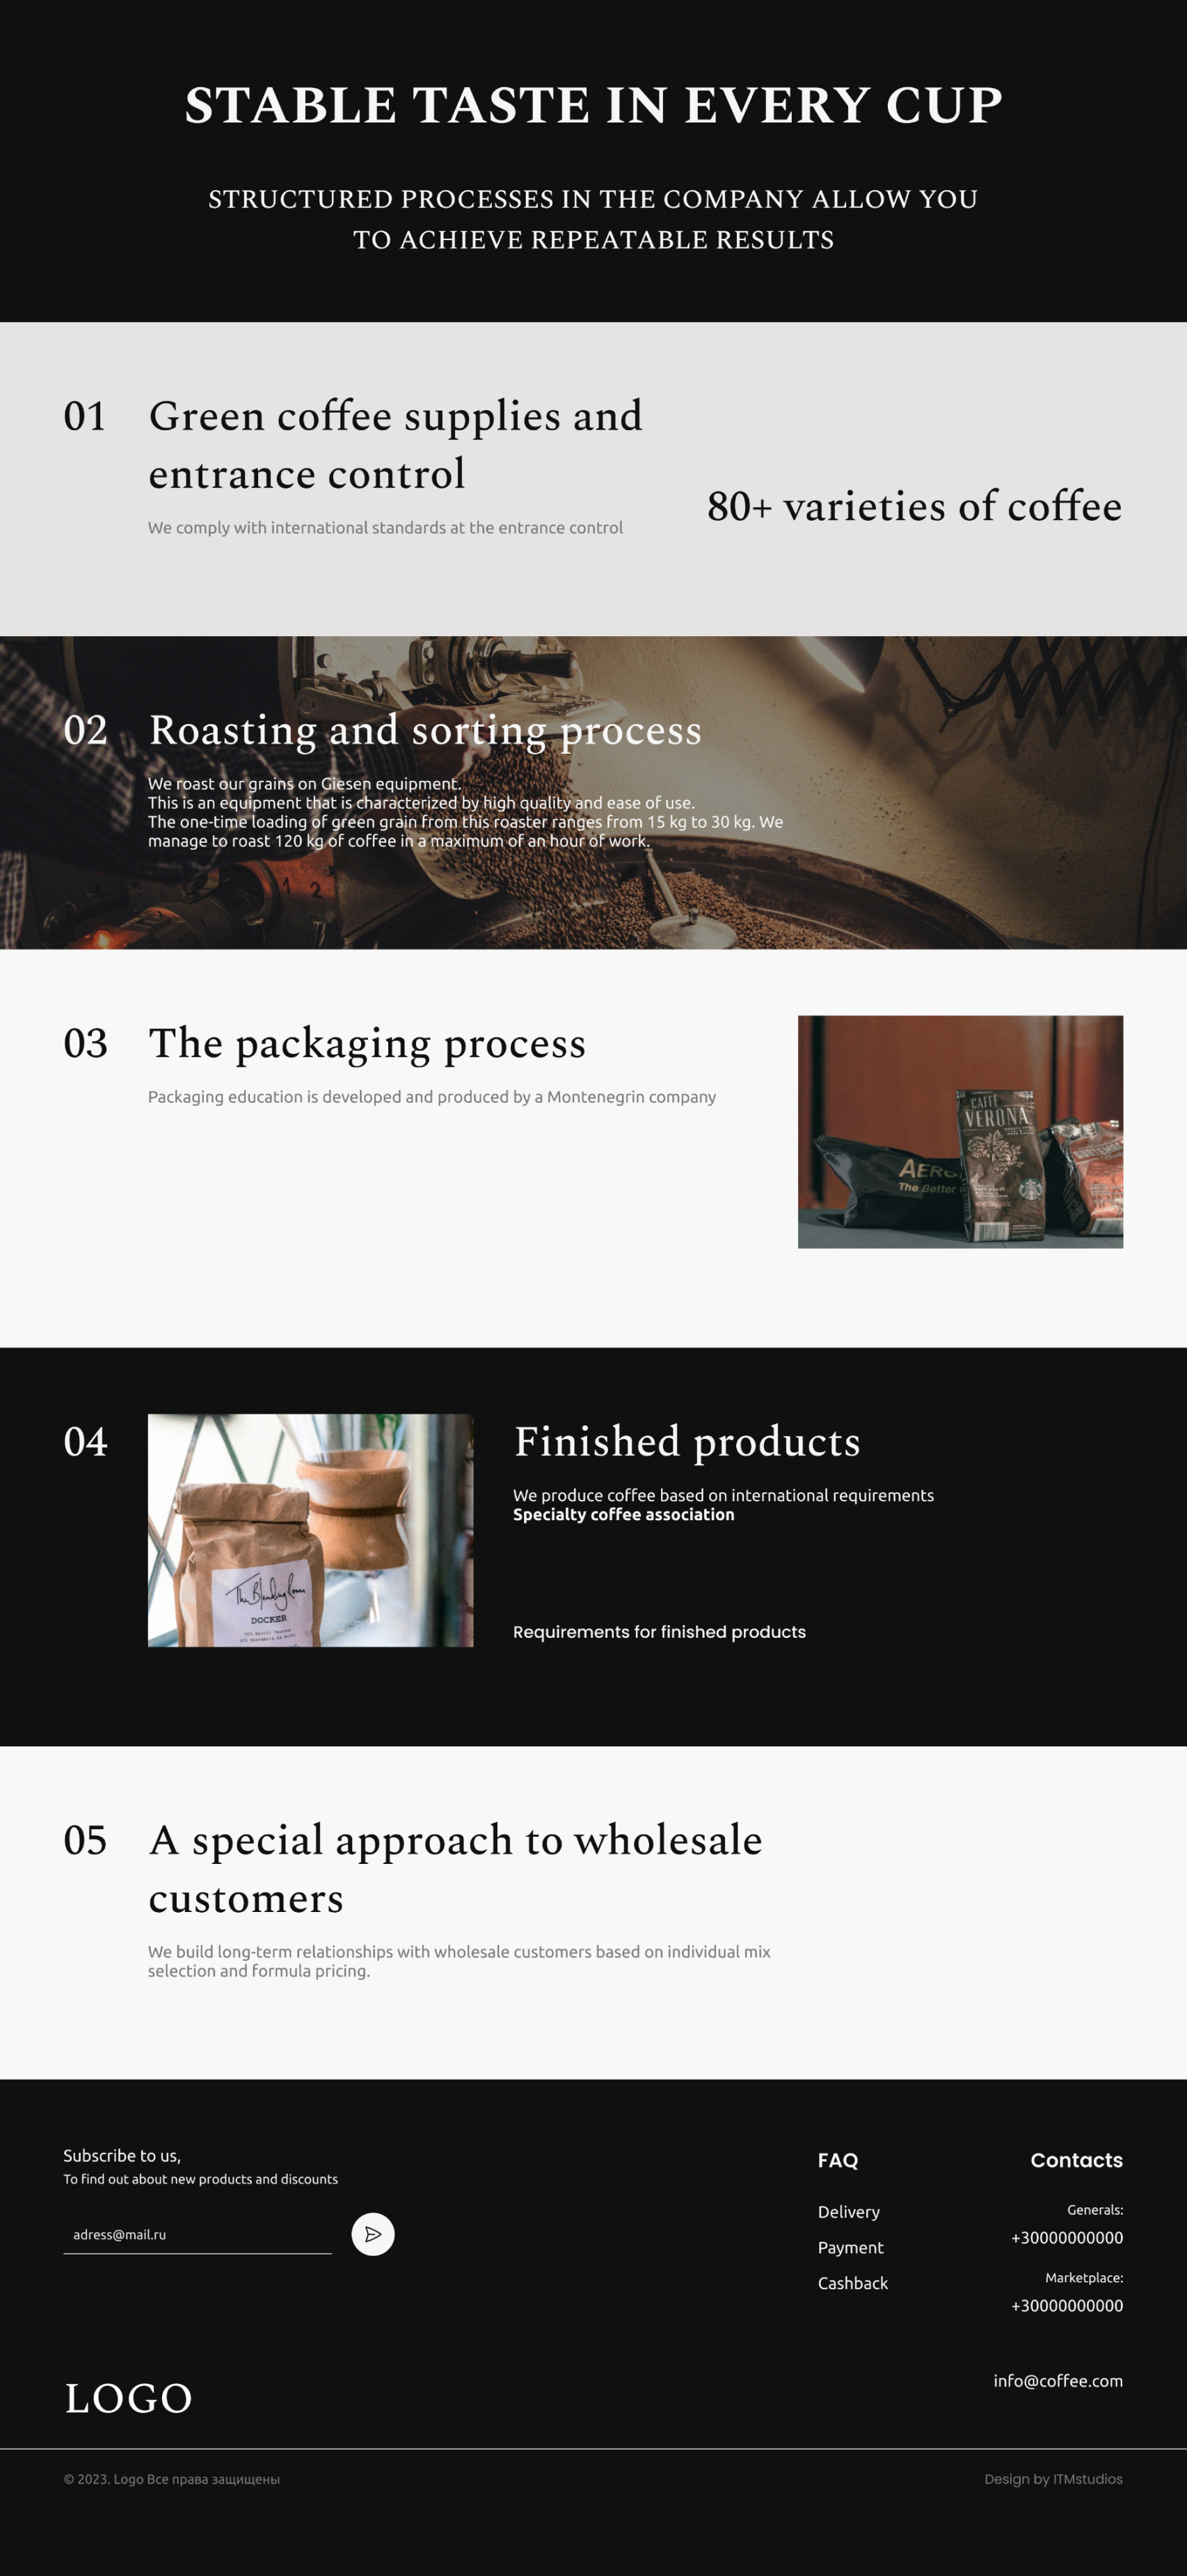 STABLE TASTE IN EVERY CUP
STRUCTURED PROCESSES IN THE COMPANY ALLOW YOU
TO ACHIEVE REPEATABLE RESULTS
01
Green coffee supplies and
entrance control
We comply with international standards at the entrance control
80+ varieties of coffee
02
Roasting and sorting process
We roast our grains on Giesen equipment.
This is an equipment that is characterized by high quality and ease of use.
The one-time loading of green grain from this roaster ranges from 15 kg to 30 kg. We
manage to roast 120 kg of coffee in a maximum of an hour of work.
1 2
03
The packaging process
Packaging education is developed and produced by a Montenegrin company
CAFFÈ
VERONA
AERO
The Better
04
The Blending Room
DOCKER
Finished products
We produce coffee based on international requirements
Specialty coffee association
Requirements for finished products
05
A special approach to wholesale
customers
We build long-term relationships with wholesale customers based on individual mix
selection and formula pricing.
Subscribe to us,
To find out about new products and discounts
adress@mail.ru
FAQ
Delivery
Payment
Cashback
Contacts
Generals:
+30000000000
Marketplace:
+30000000000
info@coffee.com
LOGO
© 2023. Logo Все права защищены
Design by ITMstudios